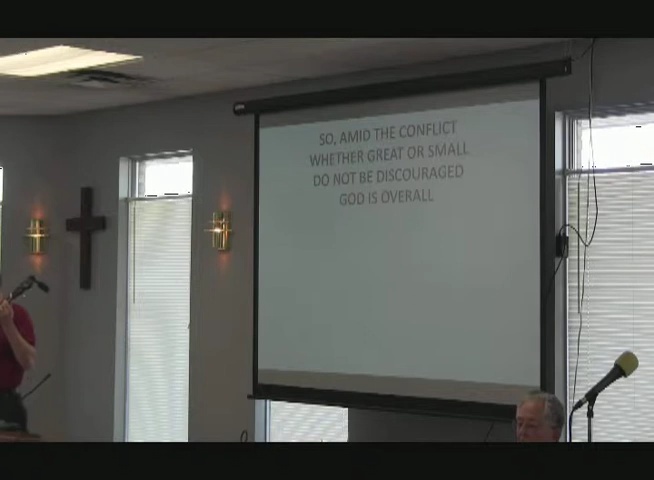 SO, AMID THE CONFLICT
WHETHER GREAT OR SMALL
DO NOT BE DISCOURAGED
GOD IS OVERALL